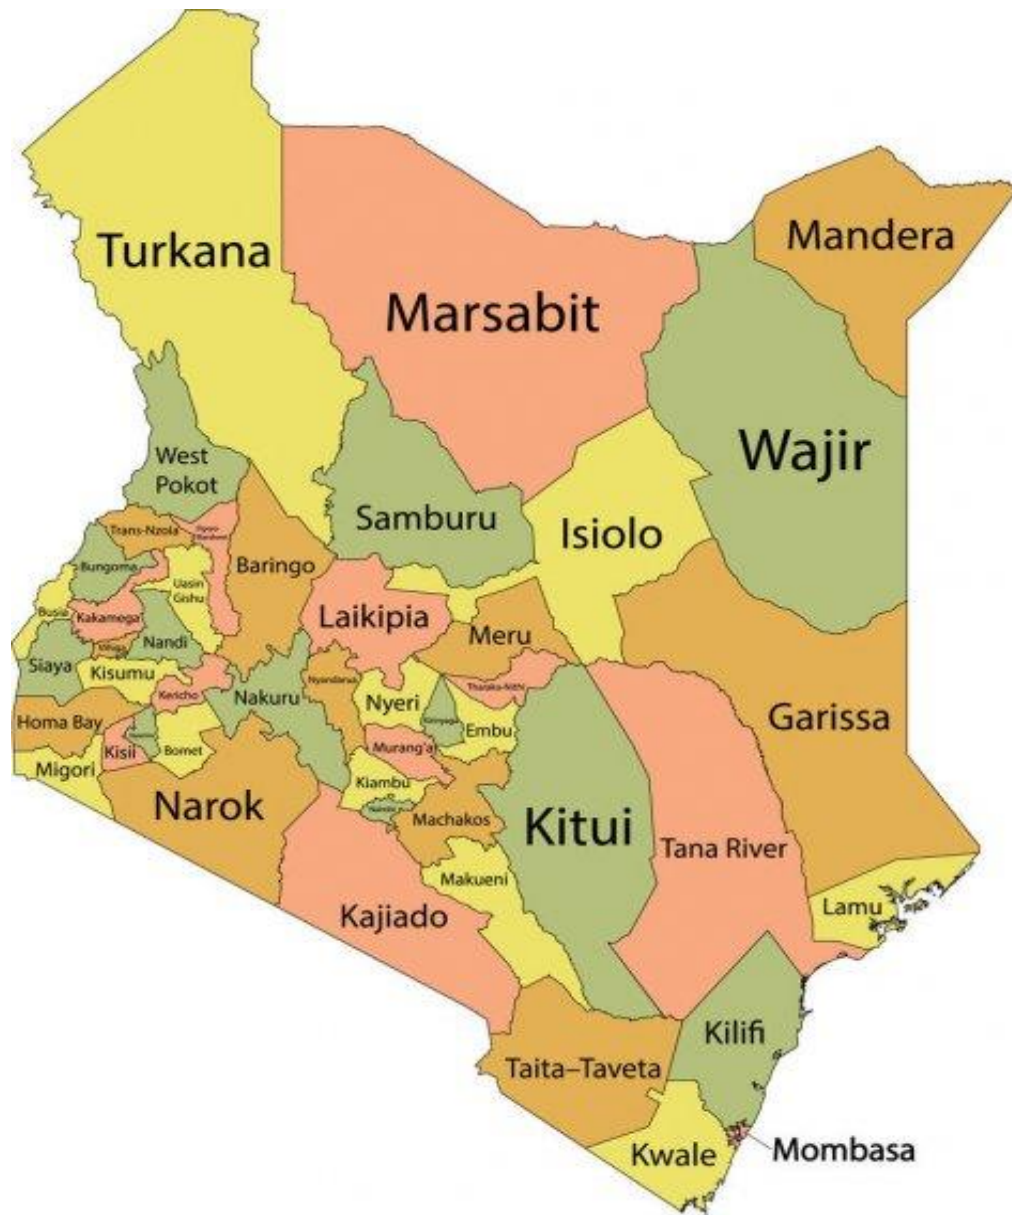 Turkana
Marsabit
Mandera
Wajir
West
Pokot
Samburu
Isiolo
Trans-Nzoia
Baringo
Bungoma
Uasin
Gishu
Busia
Kakamega
Laikipia
Nandi
Meru
Siaya
Kisumu
Kericho
Nakuru
Nyandarua
Tharaka-Nithi
Nyeri
Garissa
Homa Bay
Embu
Kisii
Bomet
Murang'a
Migori
Kiambu
Narok
Machakos
Kitui
Tana River
Makueni
Kajiado
Lamu
Kilifi
Taita–Taveta
Kwale
Mombasa